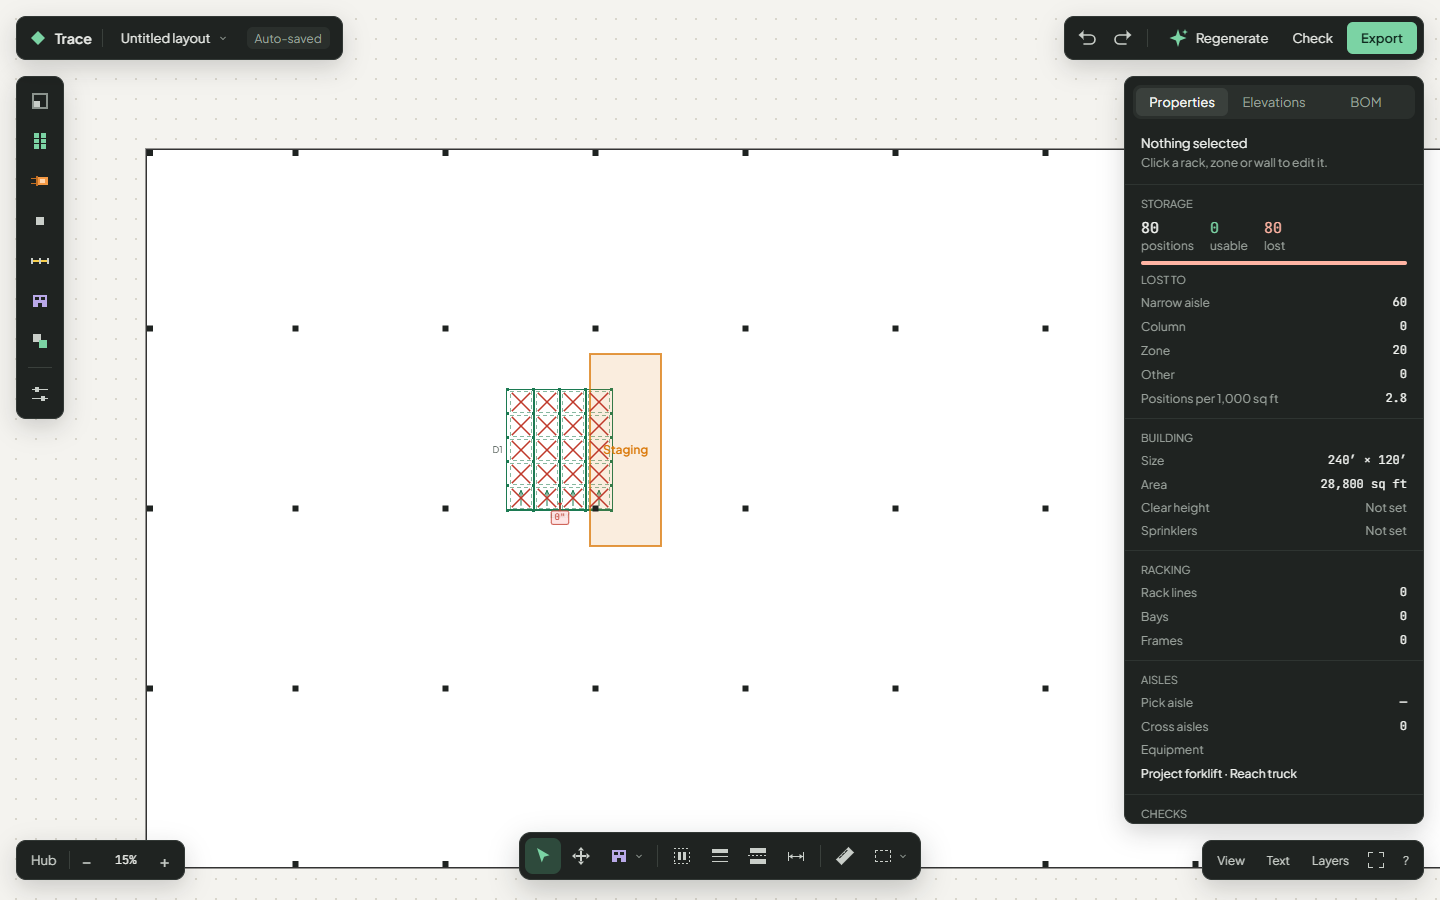 Trace
Untitled layout
Auto-saved
Regenerate
Check
Export
Properties
Elevations
BOM
Nothing selected
Click a rack, zone or wall to edit it.
STORAGE
80
0
80
positions
usable
lost
LOST TO
Narrow aisle
60
Column
0
Zone
20
Other
0
Positions per 1,000 sq ft
2.8
BUILDING
Size
240′ × 120′
Area
28,800 sq ft
Clear height
Not set
Sprinklers
Not set
RACKING
Rack lines
0
Bays
0
Frames
0
AISLES
Pick aisle
–
Cross aisles
0
Equipment
Project forklift · Reach truck
CHECKS
D1
Staging
0″
Hub
–
15%
+
View
Text
Layers
?